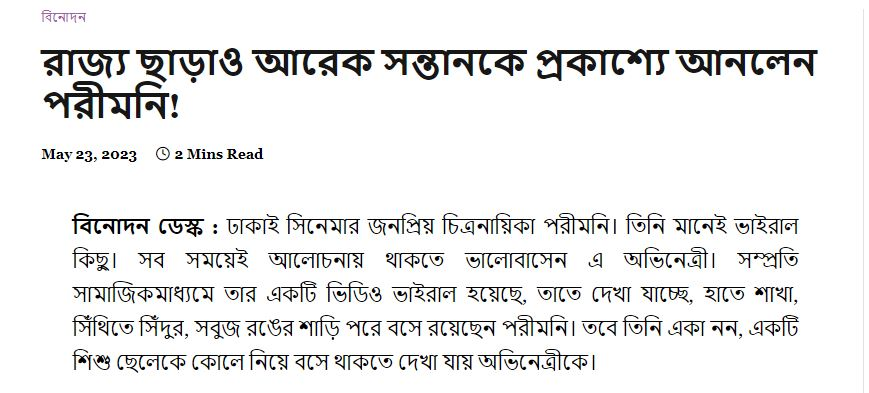 বিনোদন
রাজ্য ছাড়াও আরেক সন্তানকে প্রকাশ্যে আনলেন
পরীমনি!
May 23, 2023 2 Mins Read
বিনোদন ডেস্ক : ঢাকাই সিনেমার জনপ্রিয় চিত্রনায়িকা পরীমনি। তিনি মানেই ভাইরাল
কিছু। সব সময়েই আলোচনায় থাকতে ভালোবাসেন এ অভিনেত্রী। সম্প্রতি
সামাজিকমাধ্যমে তার একটি ভিডিও ভাইরাল হয়েছে, তাতে দেখা যাচ্ছে, হাতে শাখা,
সিঁথিতে সিঁদুর, সবুজ রঙের শাড়ি পরে বসে রয়েছেন পরীমনি। তবে তিনি একা নন, একটি
শিশু ছেলেকে কোলে নিয়ে বসে থাকতে দেখা যায় অভিনেত্রীকে।